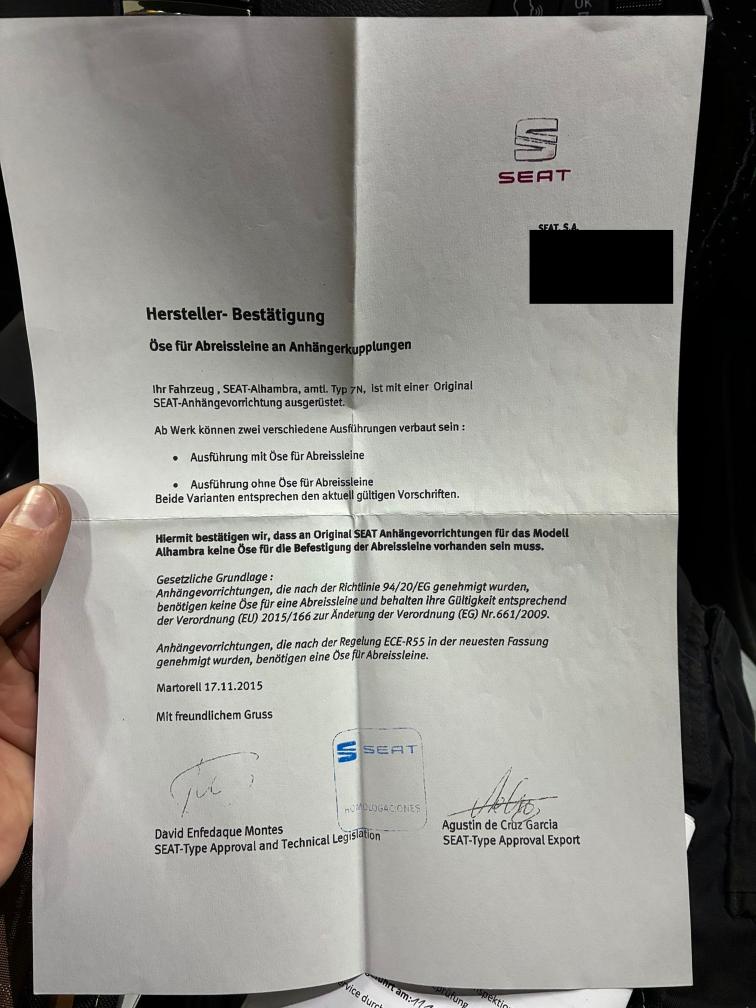 OK
SEAT
SEAT, S.A.
Hersteller- Bestätigung
Öse für Abreissleine an Anhängerkupplungen
Ihr Fahrzeug , SEAT-Alhambra, amtl. Typ 7N, ist mit einer Original
SEAT-Anhängevorrichtung ausgerüstet.
Ab Werk können zwei verschiedene Ausführungen verbaut sein :
• Ausführung mit Öse für Abreissleine
• Ausführung ohne Öse für Abreissleine
Beide Varianten entsprechen den aktuell gültigen Vorschriften.
Hiermit bestätigen wir, dass an Original SEAT Anhängevorrichtungen für das Modell
Alhambra keine Öse für die Befestigung der Abreissleine vorhanden sein muss.
Gesetzliche Grundlage :
Anhängevorrichtungen, die nach der Richtlinie 94/20/EG genehmigt wurden,
benötigen keine Öse für eine Abreissleine und behalten ihre Gültigkeit entsprechend
der Verordnung (EU) 2015/166 zur Änderung der Verordnung (EG) Nr.661/2009.
Anhängevorrichtungen, die nach der Regelung ECE-R55 in der neuesten Fassung
genehmigt wurden, benötigen eine Öse für Abreissleine.
Martorell 17.11.2015
Mit freundlichem Gruss
SEAT
HOMOLOGACIONES
David Enfedaque Montes
SEAT-Type Approval and Technical Legislation
Agustin de Cruz Garcia
SEAT-Type Approval Export